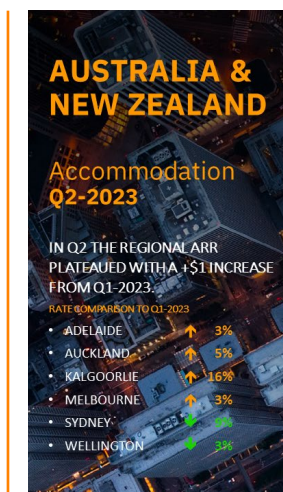 AUSTRALIA &
NEW ZEALAND
Accommodation
Q2-2023
IN Q2 THE REGIONAL ARR
PLATEAUED WITH A +$1 INCREASE
FROM Q1-2023.
RATE COMPARISON TO Q1-2023
• ADELAIDE ↑ 3%
• AUCKLAND ↑ 5%
• KALGOORLIE ↑ 16%
• MELBOURNE ↑ 3%
• SYDNEY ↓
• WELLINGTON ↓ 3%